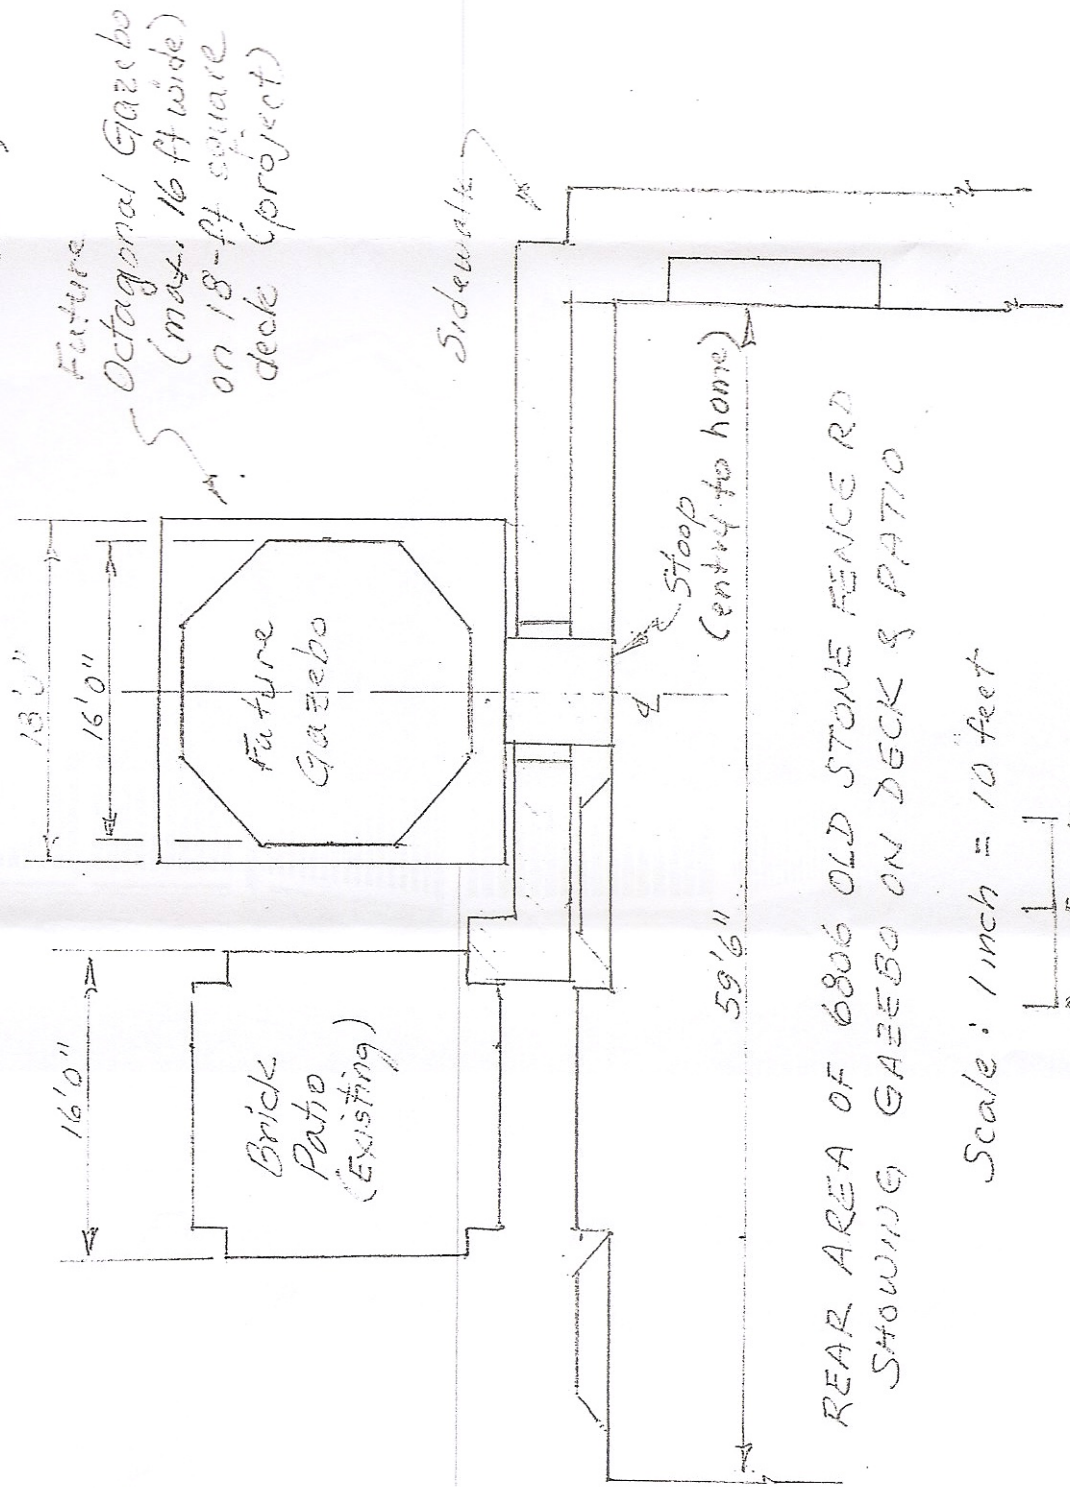 Future
Octagonal Gazebo
(max. 16 ft wide)
on 18-ft square
deck (project)
Sidewalk
18'0"
16'0"
Future
Gazebo
Stoop
(entry to home)
℄
16'0"
Brick
Patio
(Existing)
59'6"
REAR AREA OF 6806 OLD STONE FENCE RD
SHOWING GAZEBO ON DECK & PATIO
Scale: 1 inch = 10 feet